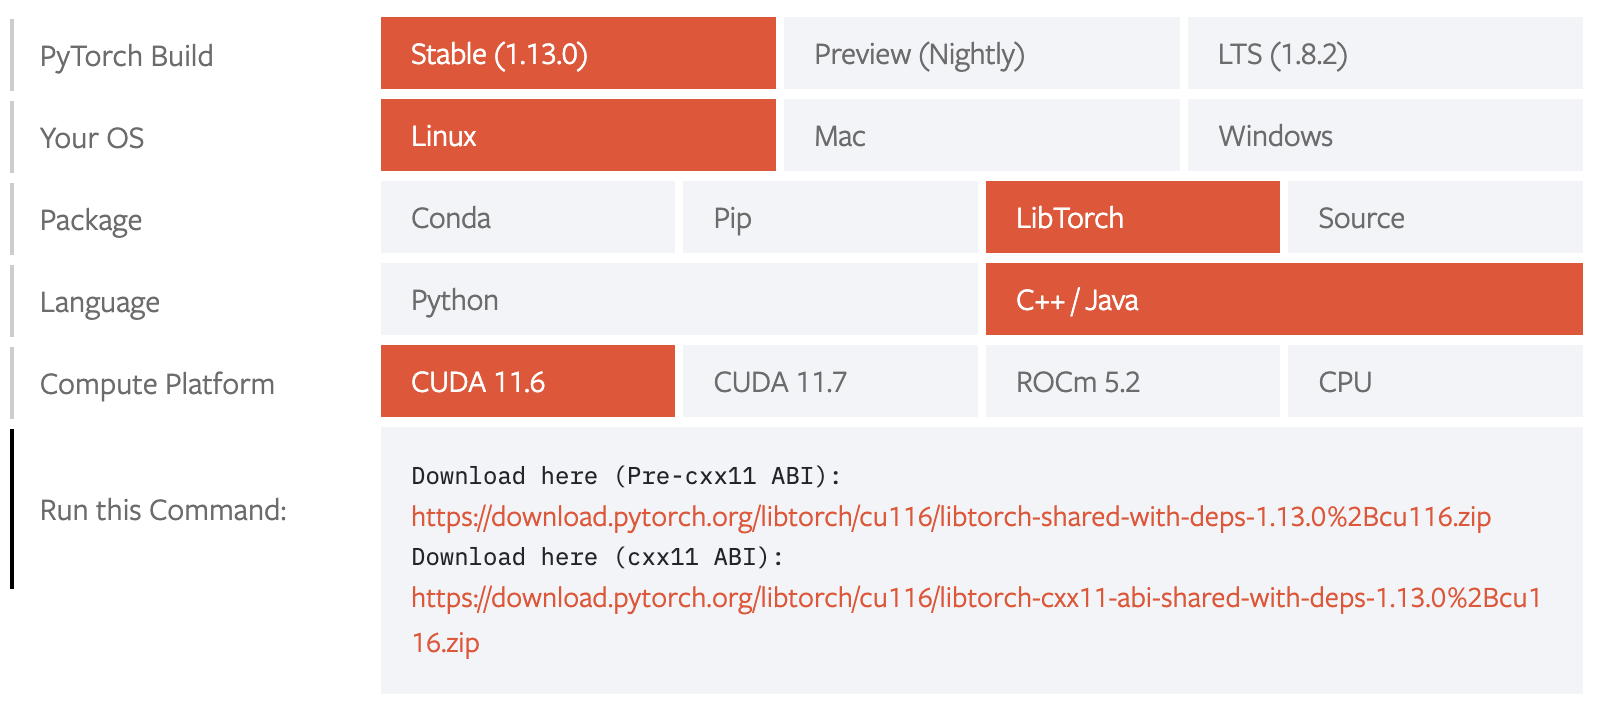 PyTorch Build
Stable (1.13.0)
Preview (Nightly)
LTS (1.8.2)
Your OS
Linux
Mac
Windows
Package
Conda
Pip
LibTorch
Source
Language
Python
C++ / Java
Compute Platform
CUDA 11.6
CUDA 11.7
ROCm 5.2
CPU
Run this Command:
Download here (Pre-cxx11 ABI):
https://download.pytorch.org/libtorch/cu116/libtorch-shared-with-deps-1.13.0%2Bcu116.zip
Download here (cxx11 ABI):
https://download.pytorch.org/libtorch/cu116/libtorch-cxx11-abi-shared-with-deps-1.13.0%2Bcu1
16.zip